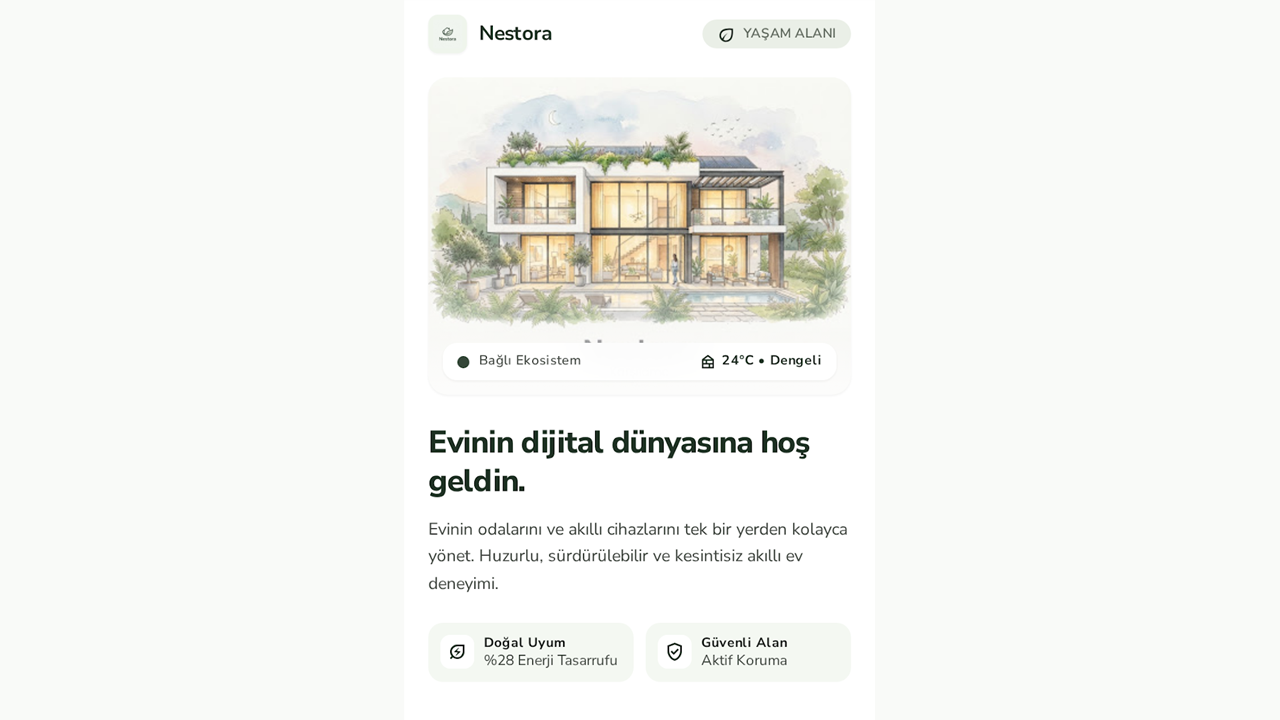 Nestora
Nestora
YAŞAM ALANI
Bağlı Ekosistem
24°C • Dengeli
Evinin dijital dünyasına hoş
geldin.
Evinin odalarını ve akıllı cihazlarını tek bir yerden kolayca
yönet. Huzurlu, sürdürülebilir ve kesintisiz akıllı ev
deneyimi.
Doğal Uyum
%28 Enerji Tasarrufu
Güvenli Alan
Aktif Koruma